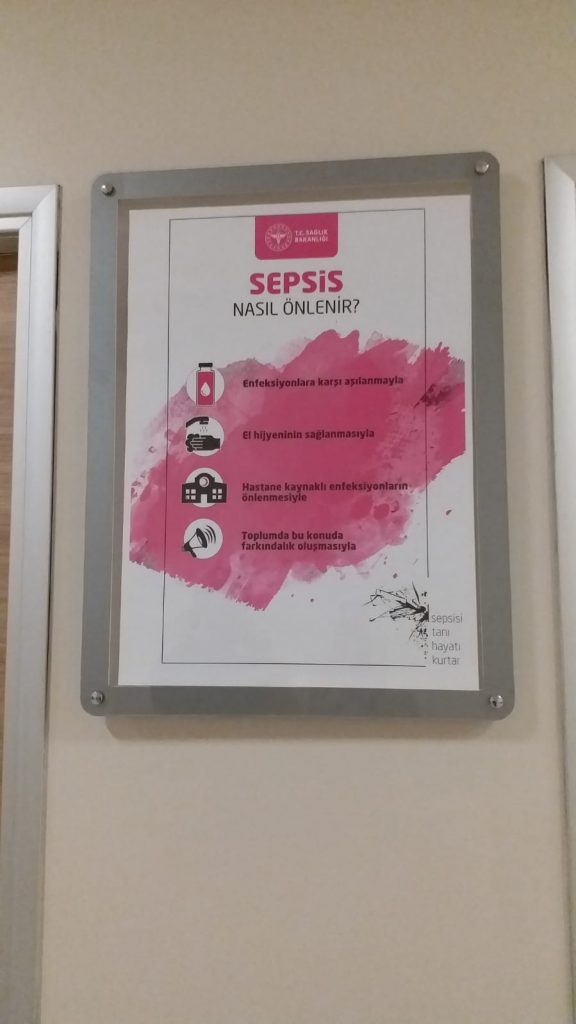 T.C. SAĞLIK
BAKANLIĞI
SEPSİS
NASIL ÖNLENİR?
Enfeksiyonlara karşı aşılanmayla
El hijyeninin sağlanmasıyla
Hastane kaynaklı enfeksiyonların
önlenmesiyle
Toplumda bu konuda
farkındalık oluşmasıyla
sepsisi
tanı
hayatı
kurtar